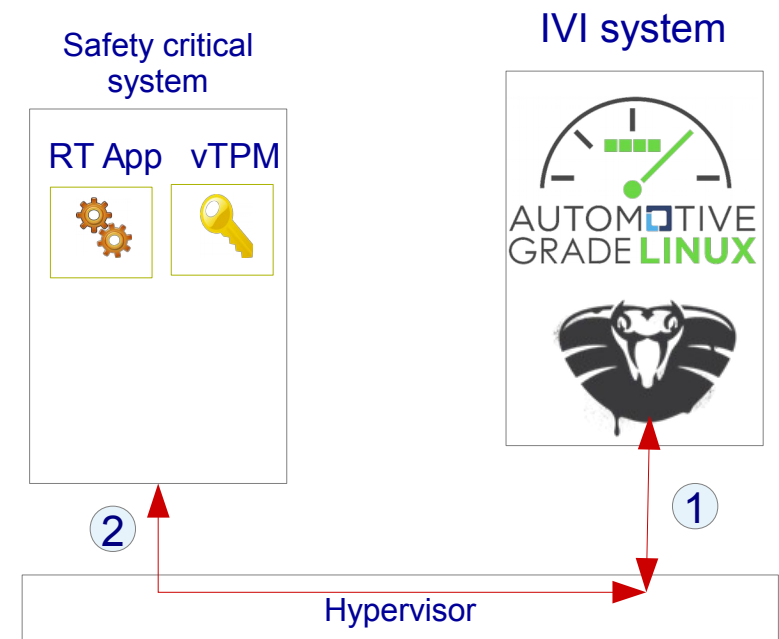 Safety critical
system
IVI system
RT App
vTPM
AUTOMOTIVE
GRADE LINUX
2
1
Hypervisor